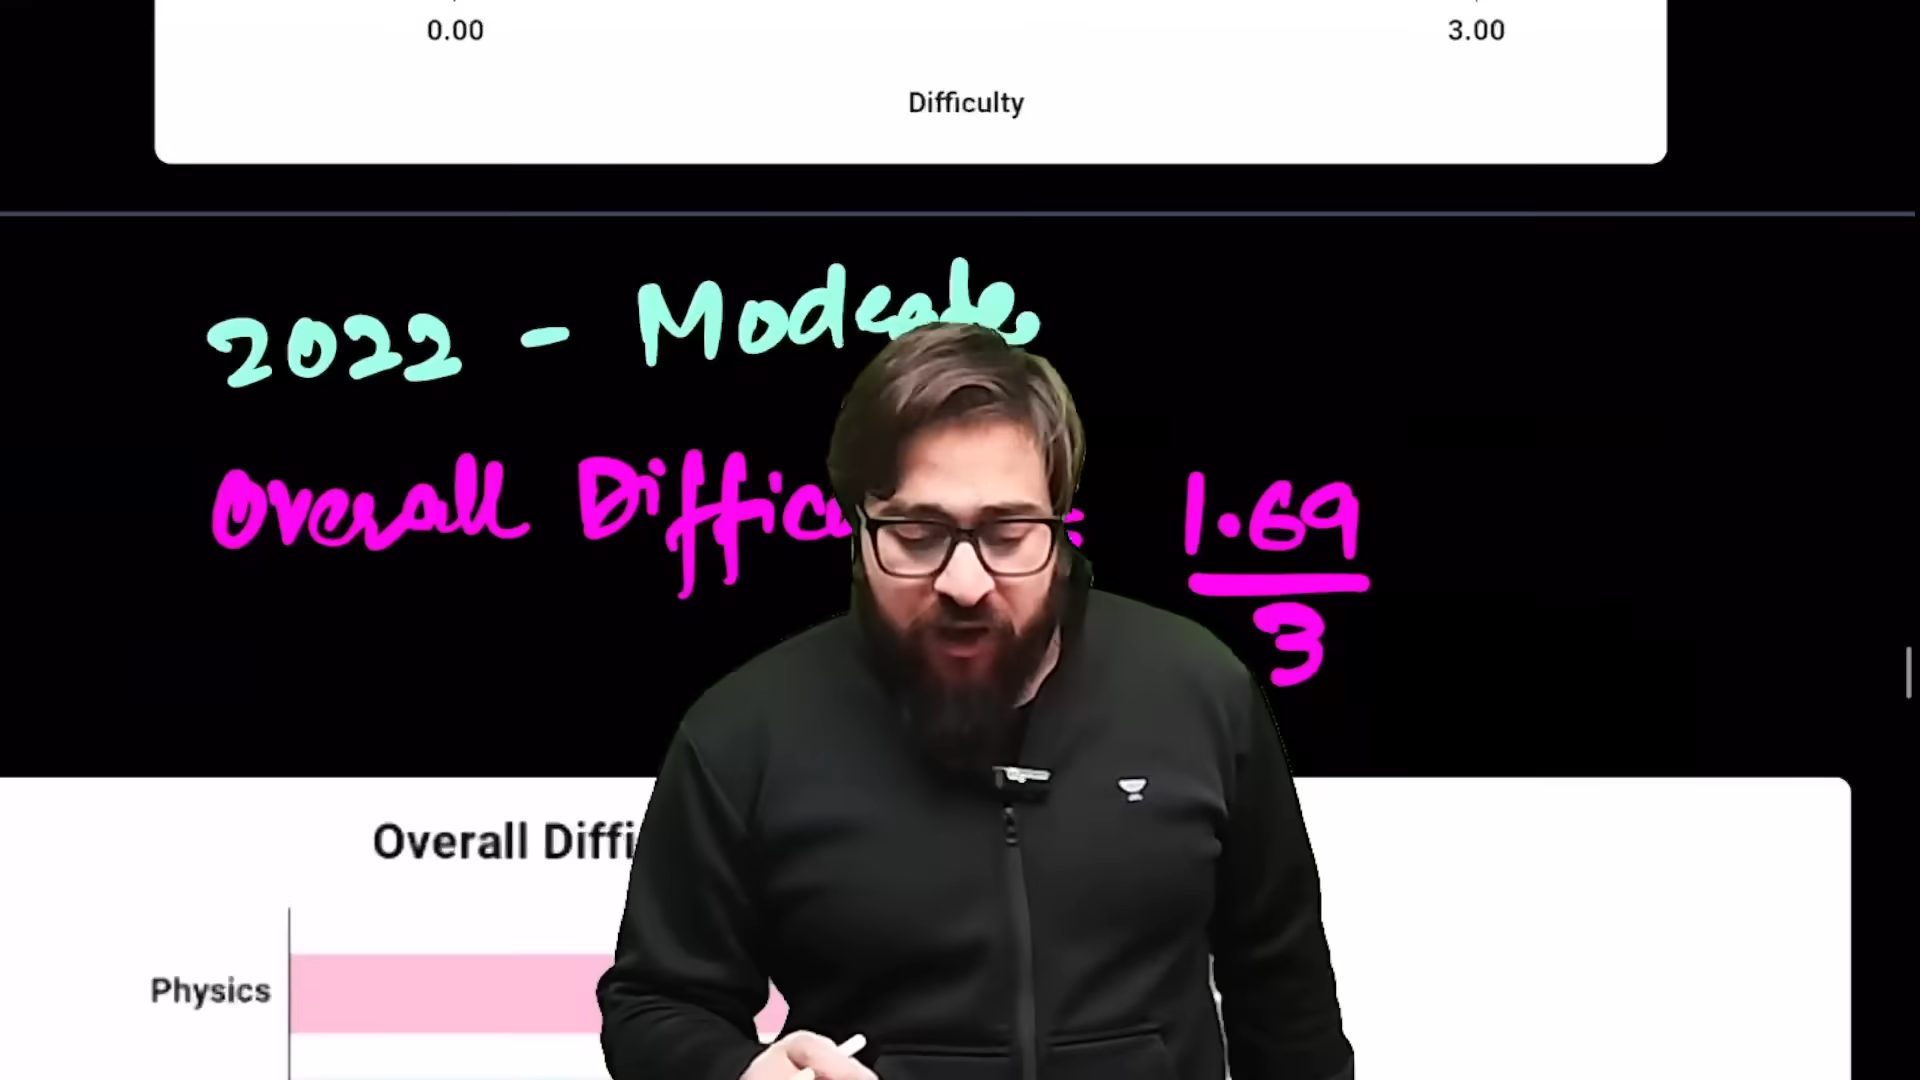 0.00 3.00
Difficulty
2022 - Moderate
Overall Diffic : 1.69
3
Overall Diffi
Physics